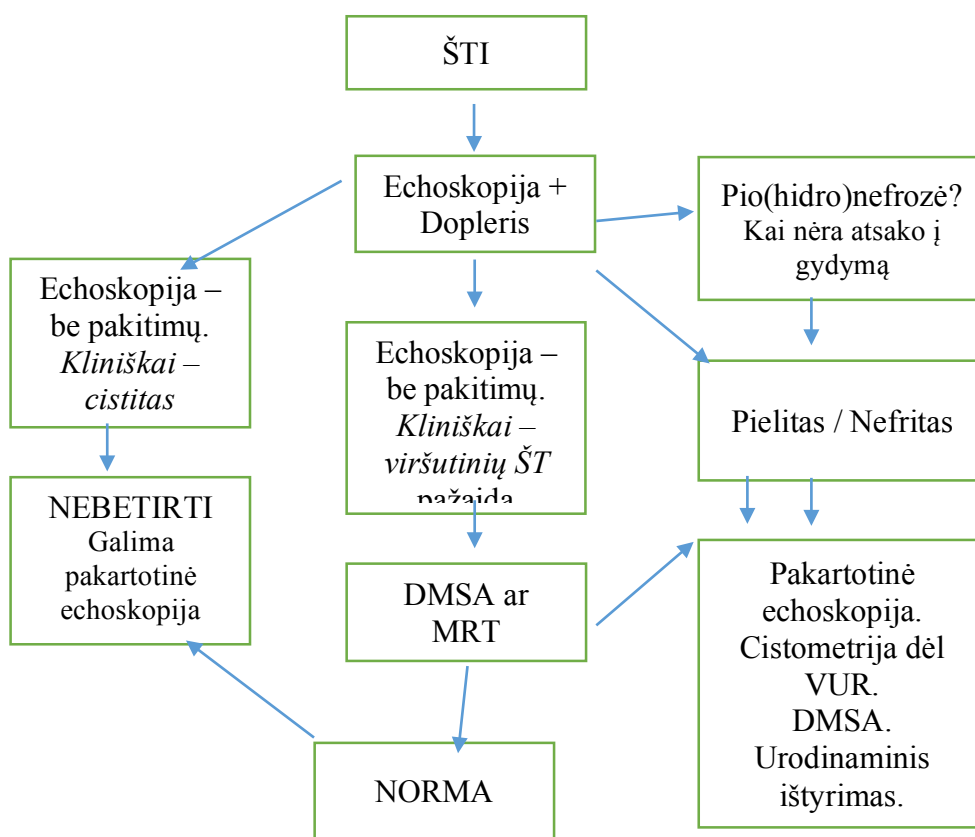 ŠTI
Echoskopija +
Dopleris
Pio(hidro)nefrozė?
Kai nėra atsako į
gydymą
Echoskopija –
be pakitimų.
Kliniškai –
cistitas
Echoskopija –
be pakitimų.
Kliniškai –
viršutinių ŠT
pažaida
Pielitas / Nefritas
NEBETIRTI
Galima
pakartotinė
echoskopija
DMSA ar
MRT
Pakartotinė
echoskopija.
Cistometrija dėl
VUR.
DMSA.
Urodinaminis
ištyrimas.
NORMA